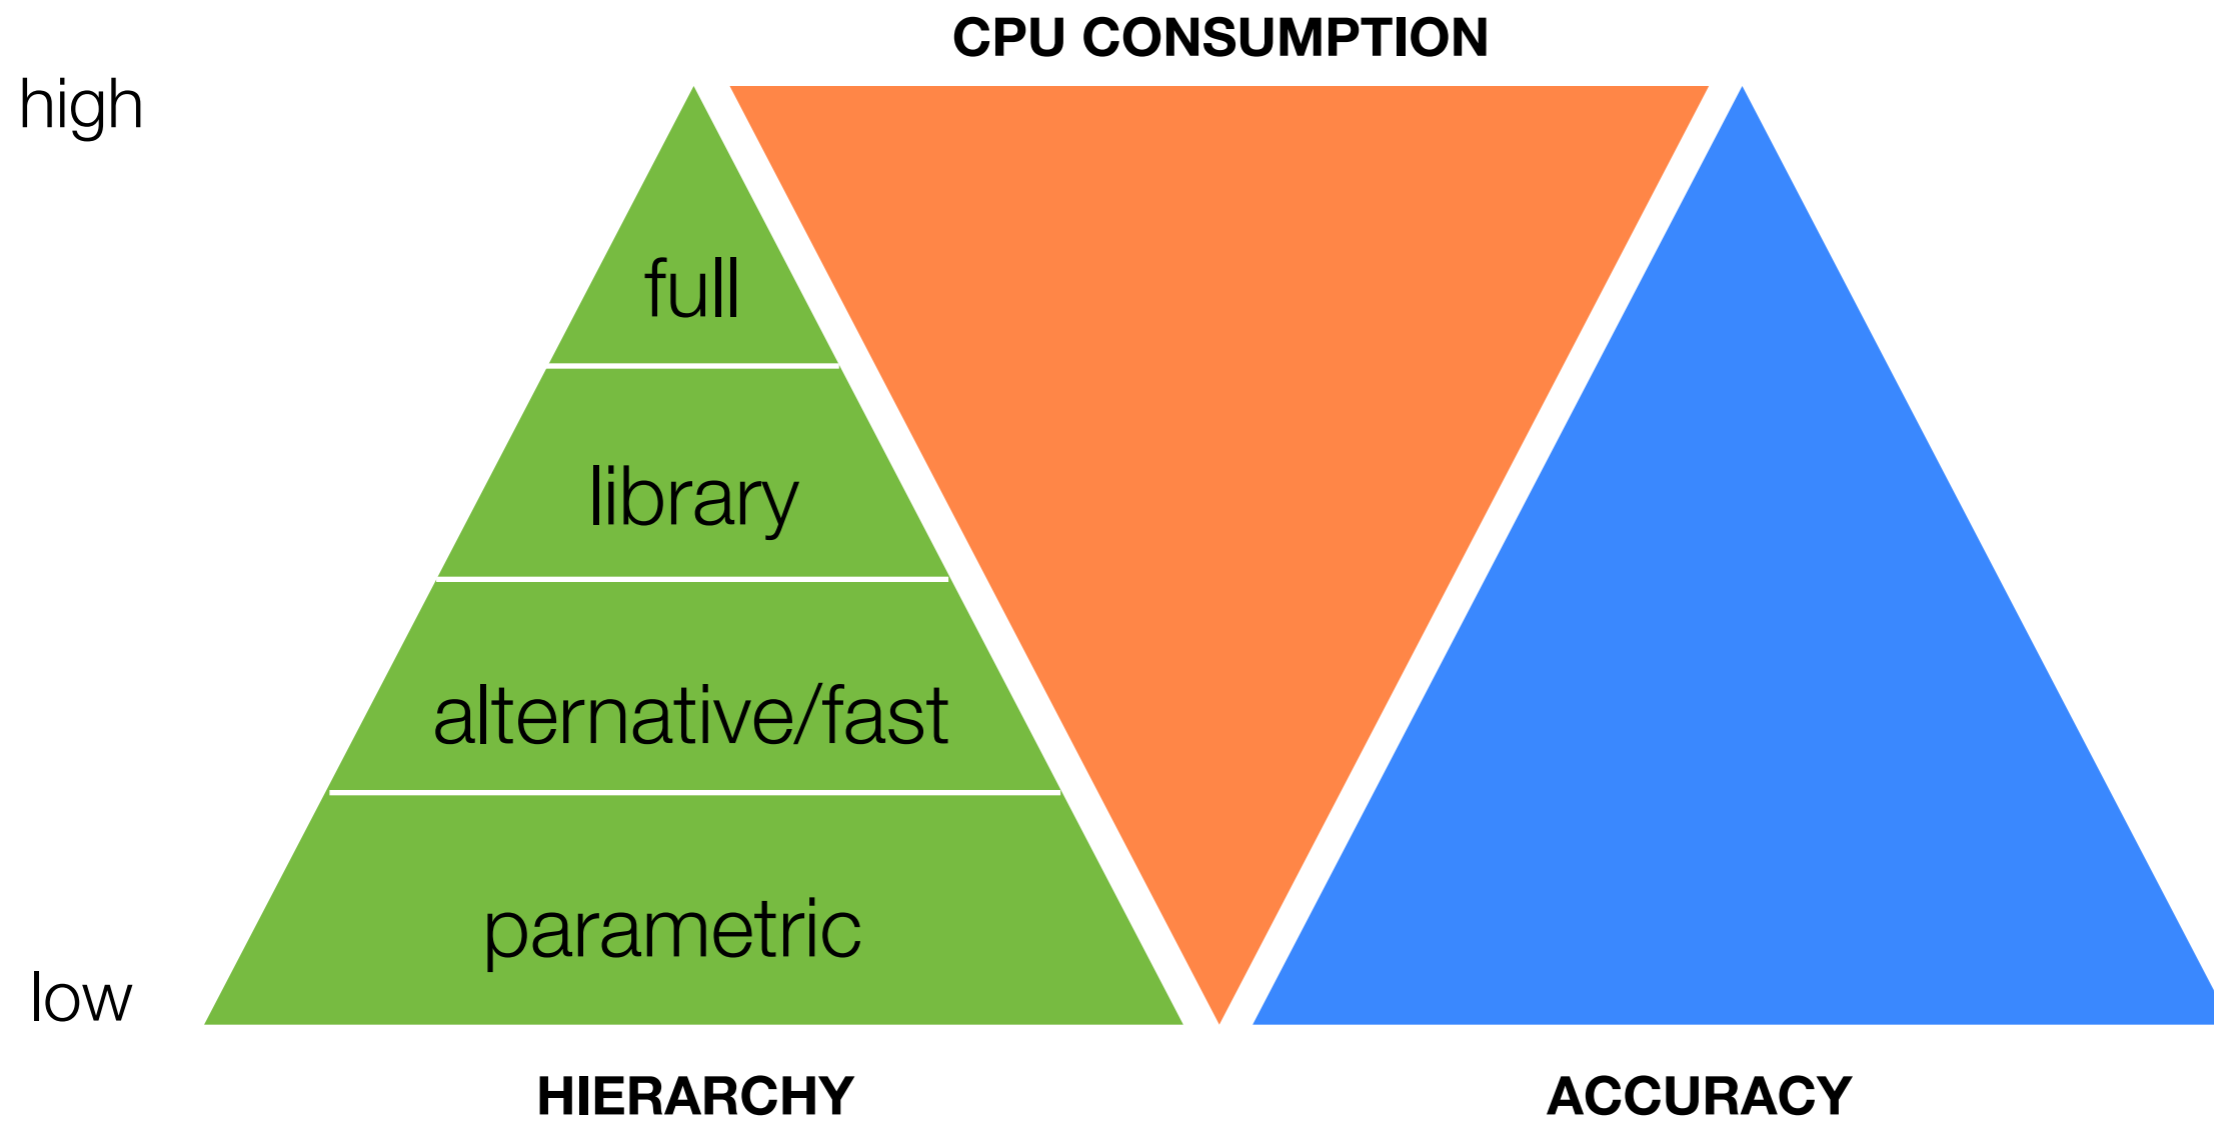 CPU CONSUMPTION
high
full
library
alternative/fast
parametric
low
HIERARCHY
ACCURACY